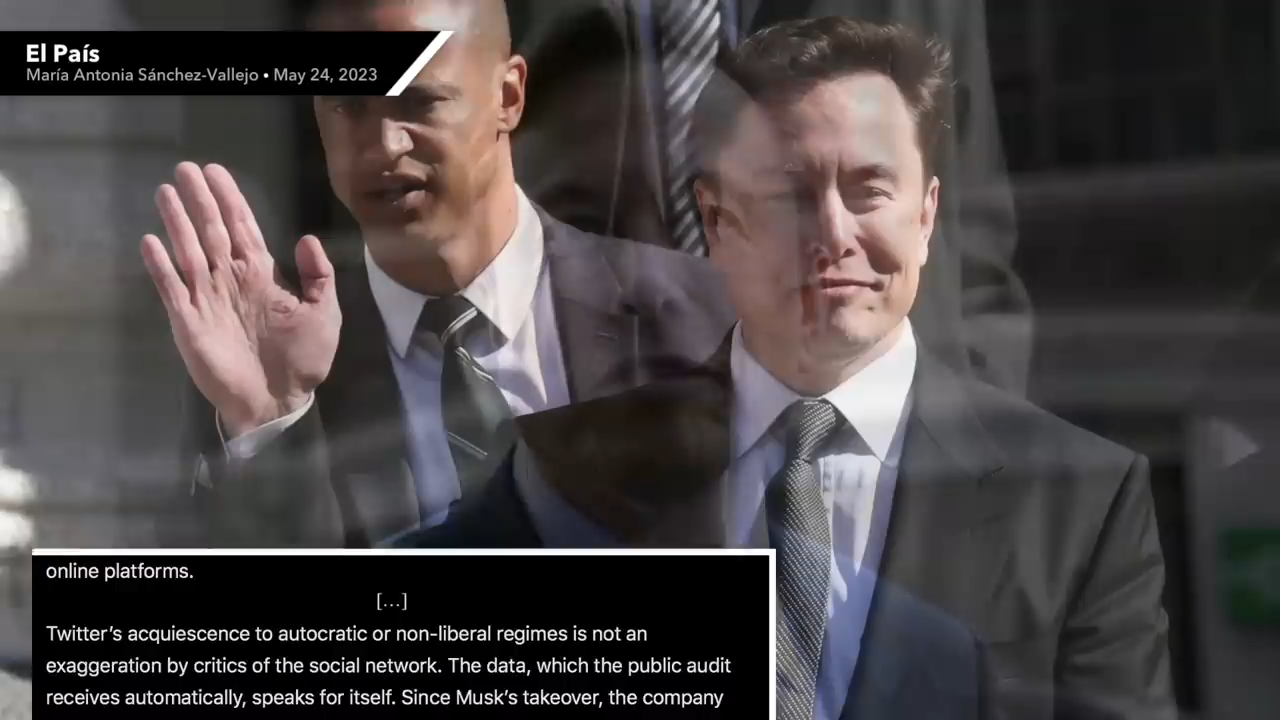 El País
María Antonia Sánchez-Vallejo • May 24, 2023
online platforms.
[...]
Twitter’s acquiescence to autocratic or non-liberal regimes is not an
exaggeration by critics of the social network. The data, which the public audit
receives automatically, speaks for itself. Since Musk’s takeover, the company